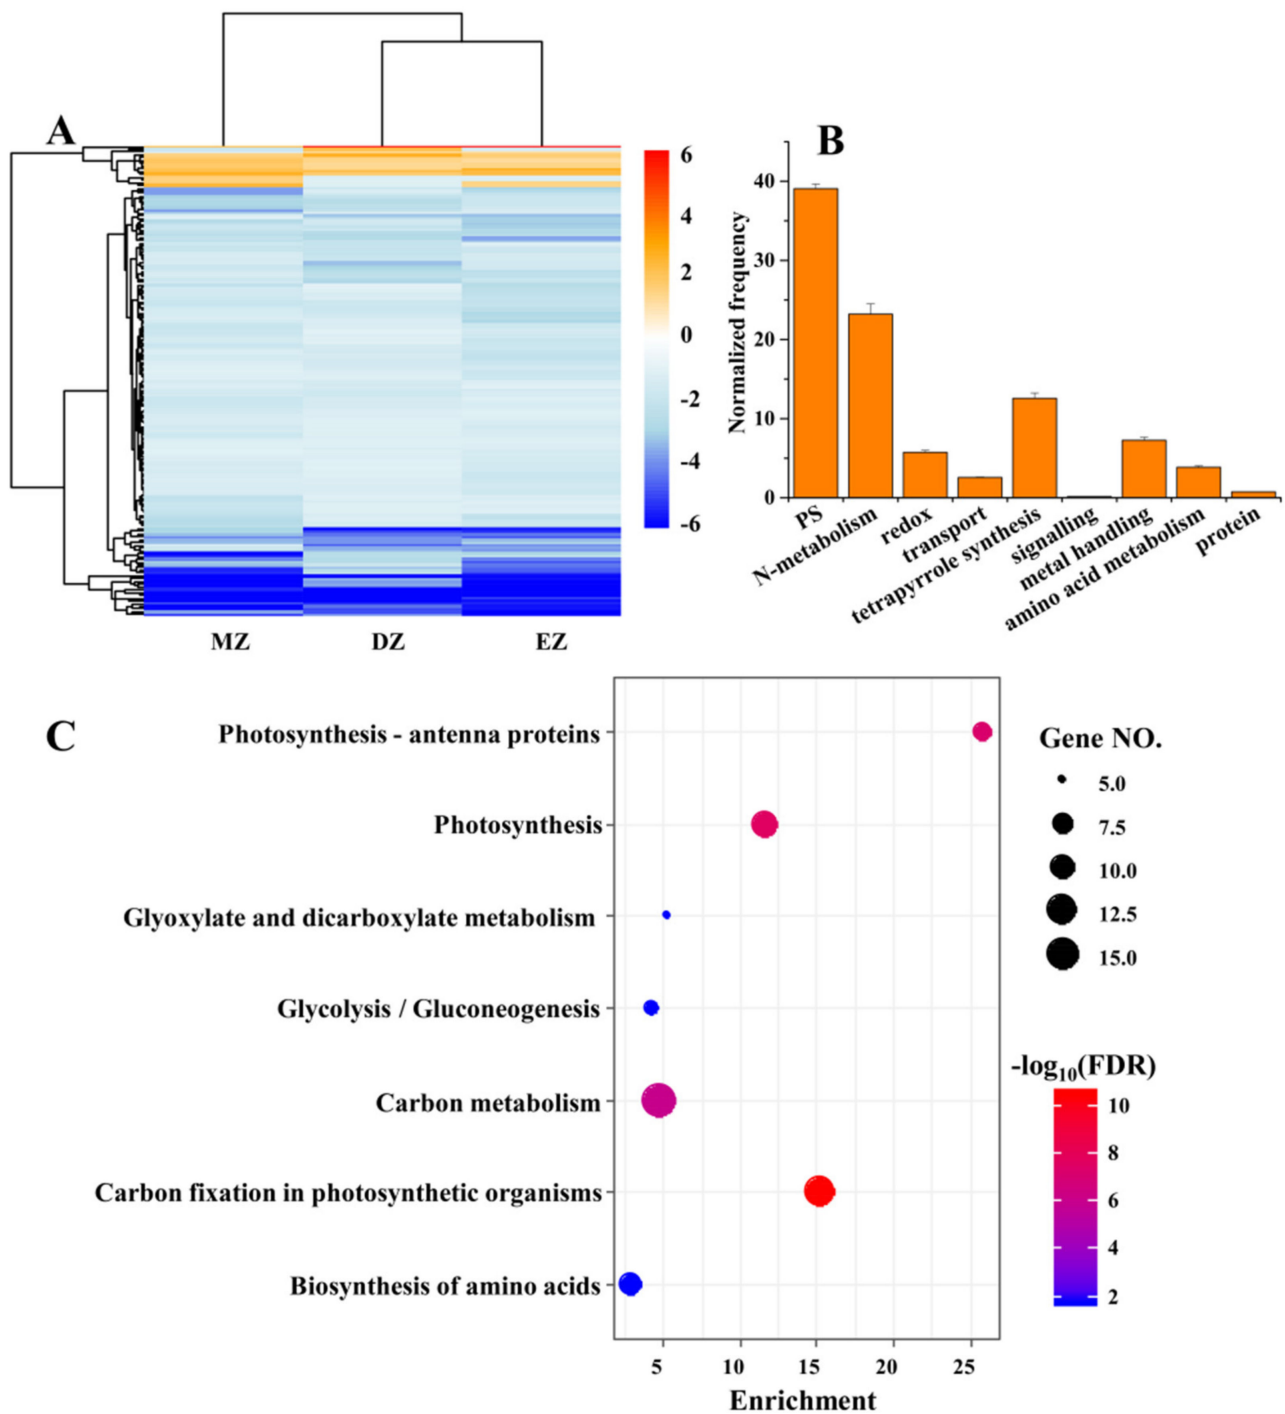 A
6
4
2
0
-2
-4
-6
MZ
DZ
EZ
B
Normalized frequency
40
30
20
10
0
PS
N-metabolism
redox
transport
tetrapyrrole synthesis
signalling
metal handling
amino acid metabolism
protein
C
Photosynthesis - antenna proteins
Photosynthesis
Glyoxylate and dicarboxylate metabolism
Glycolysis / Gluconeogenesis
Carbon metabolism
Carbon fixation in photosynthetic organisms
Biosynthesis of amino acids
5
10
15
20
25
Enrichment
Gene NO.
5.0
7.5
10.0
12.5
15.0
-log₁₀(FDR)
10
8
6
4
2